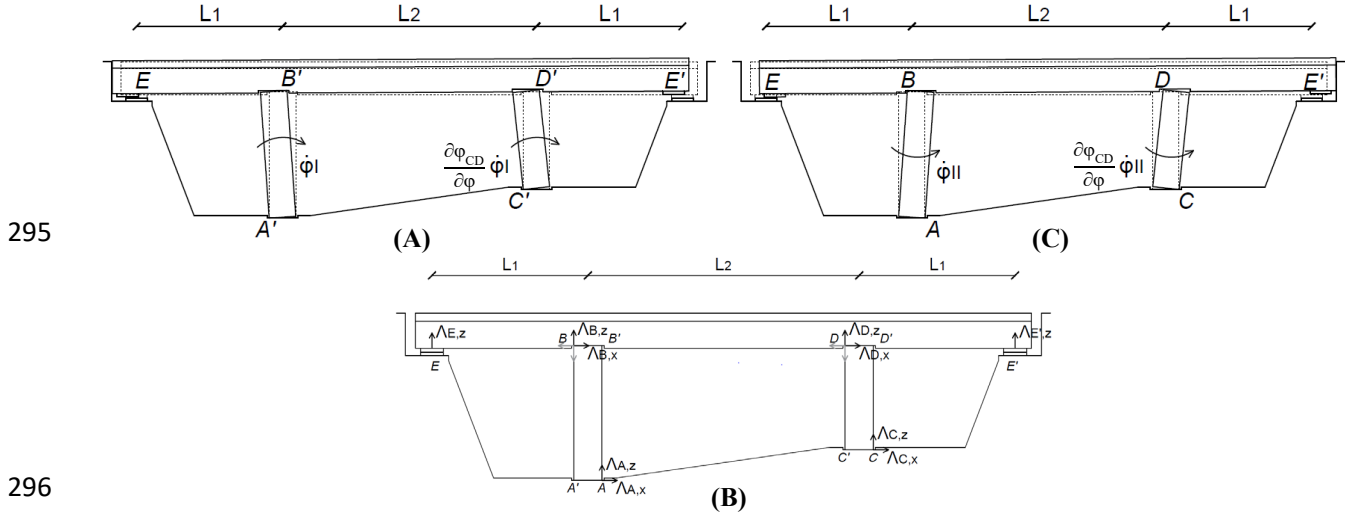 L1 L2 L1
L1 L2 L1
E B' D' E'
E B D E'
φ̇I ∂φCD/∂φ φ̇I
φ̇II ∂φCD/∂φ φ̇II
A' C'
A C
295 (A) (C)
L1 L2 L1
ΛE,z B ΛB,z B' D ΛD,z D' ΛE',z
ΛB,x ΛD,x
E E'
ΛC,z
C' C ΛC,x
ΛA,z
A' A ΛA,x
296 (B)